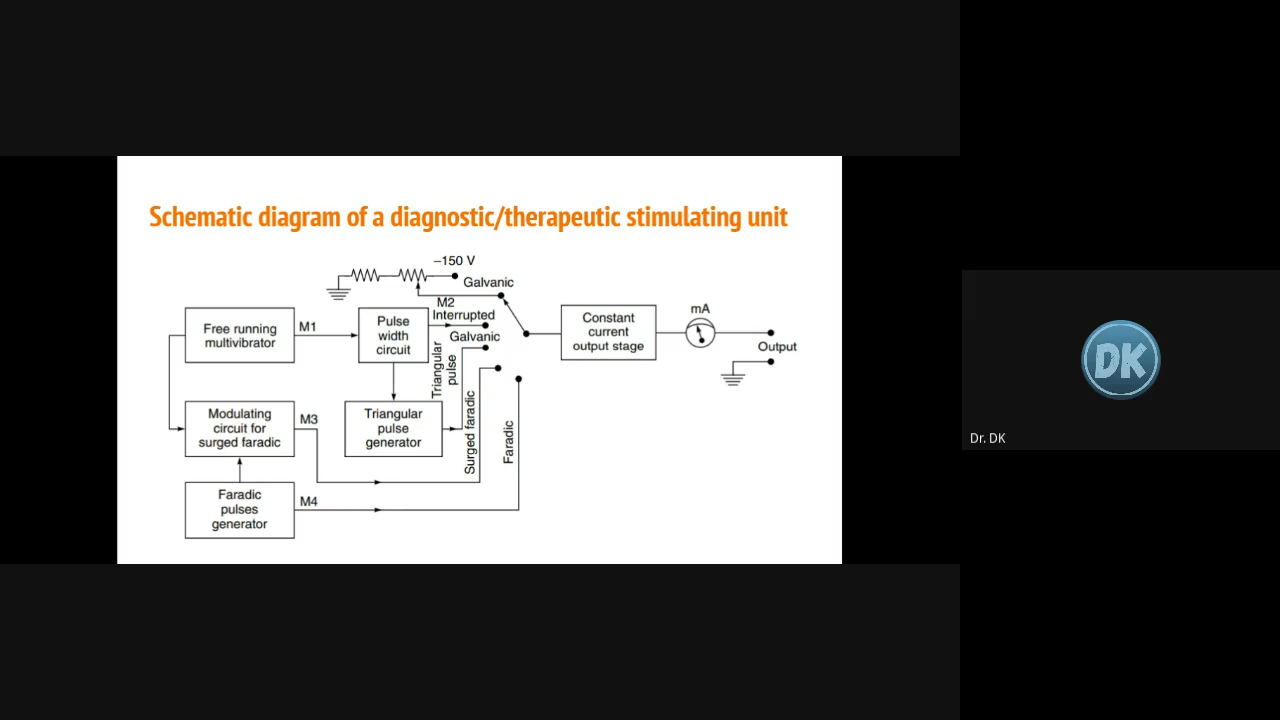 Schematic diagram of a diagnostic/therapeutic stimulating unit
–150 V
Galvanic
M2
Interrupted
Galvanic
Free running
multivibrator
M1
Pulse
width
circuit
Triangular
pulse
Constant
current
output stage
mA
Output
Modulating
circuit for
surged faradic
M3
Triangular
pulse
generator
Surged faradic
Faradic
Faradic
pulses
generator
M4
DK
Dr. DK